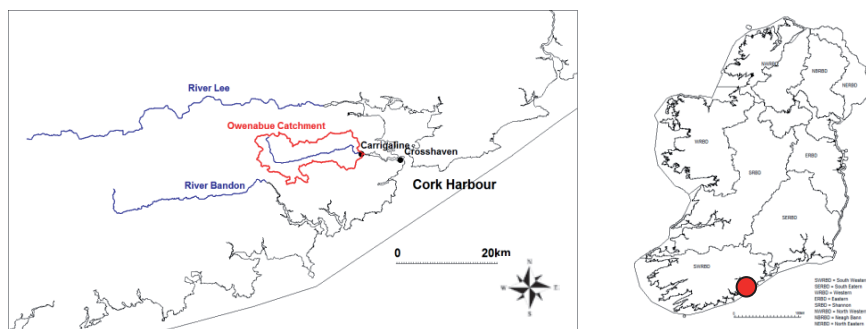 River Lee
Owenabue Catchment
Carrigaline
Crosshaven
River Bandon
Cork Harbour
0 20km
N
W E
S
NWRBD
NBRBD
NERBD
WRBD
ERBD
SRBD
SERBD
SWRBD
SWRBD = South Western
SERBD = South Eastern
WRBD = Western
ERBD = Eastern
SRBD = Shannon
NWRBD = North Western
NBRBD = Neagh Bann
NERBD = North Eastern